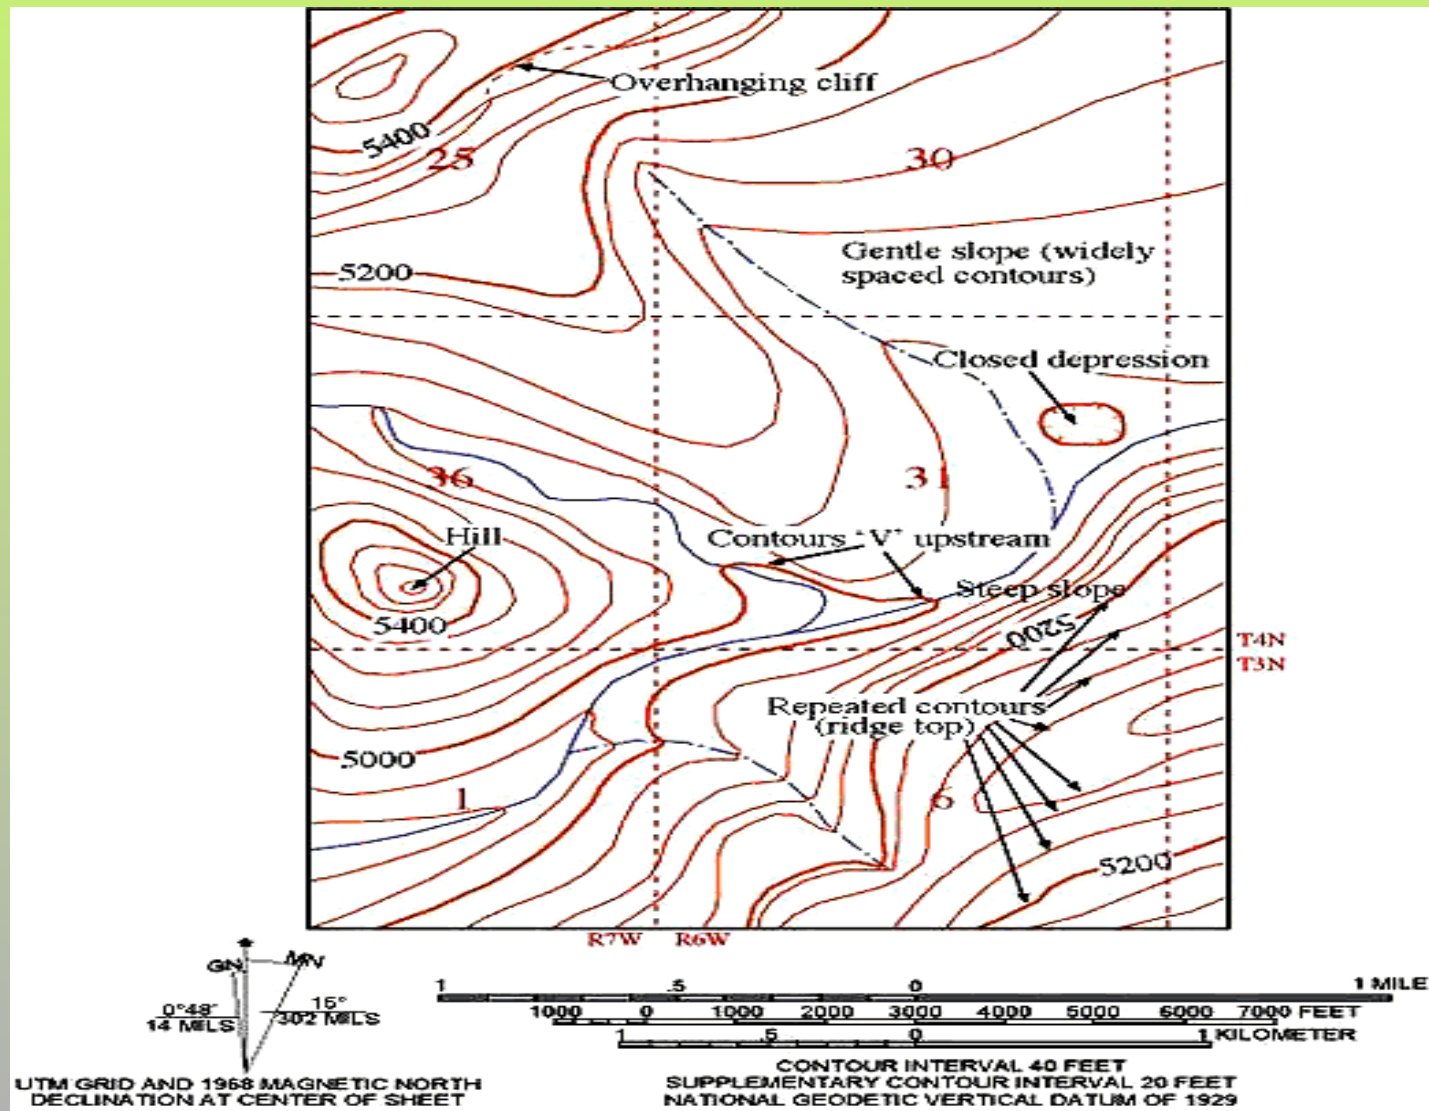 Overhanging cliff
5400
25
30
Gentle slope (widely
spaced contours)
5200
Closed depression
36
31
Hill
Contours "V" upstream
Steep slope
5400
5200
T4N
T3N
Repeated contours
(ridge top)
5000
1
6
5200
R7W R6W
GN MN
0°48'
14 MILS
15°
302 MILS
UTM GRID AND 1968 MAGNETIC NORTH
DECLINATION AT CENTER OF SHEET
1 .5 0 1 MILE
1000 0 1000 2000 3000 4000 5000 6000 7000 FEET
1 .5 0 1 KILOMETER
CONTOUR INTERVAL 40 FEET
SUPPLEMENTARY CONTOUR INTERVAL 20 FEET
NATIONAL GEODETIC VERTICAL DATUM OF 1929